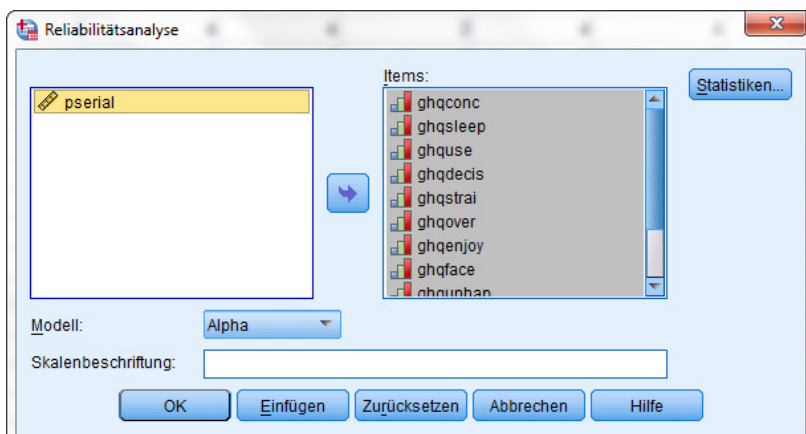 Reliabilitätsanalyse
Items:
pserial
ghqconc
ghqsleep
ghquse
ghqdecis
ghqstrai
ghqover
ghqenjoy
ghqface
ghqunhap
Statistiken...
Modell: Alpha
Skalenbeschriftung:
OK Einfügen Zurücksetzen Abbrechen Hilfe